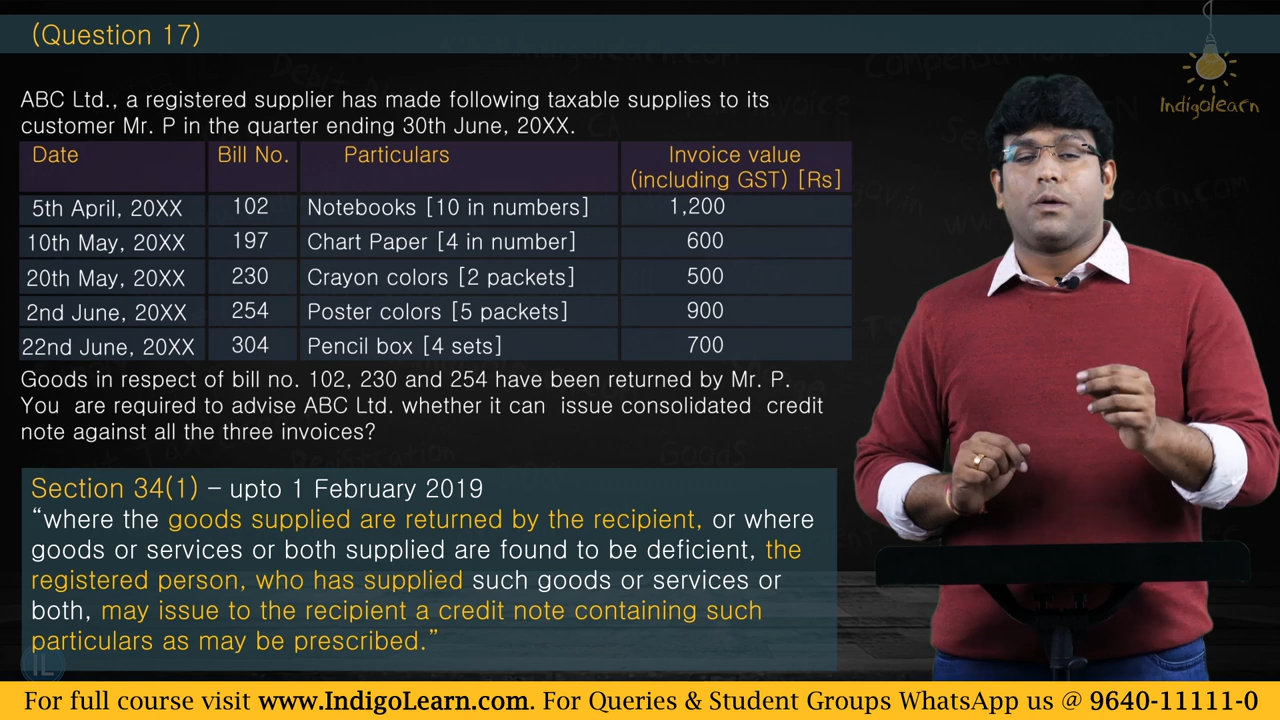 (Question 17)
Indigolearn
ABC Ltd., a registered supplier has made following taxable supplies to its
customer Mr. P in the quarter ending 30th June, 20XX.
Date Bill No. Particulars Invoice value
(including GST) [Rs]
5th April, 20XX 102 Notebooks [10 in numbers] 1,200
10th May, 20XX 197 Chart Paper [4 in number] 600
20th May, 20XX 230 Crayon colors [2 packets] 500
2nd June, 20XX 254 Poster colors [5 packets] 900
22nd June, 20XX 304 Pencil box [4 sets] 700
Goods in respect of bill no. 102, 230 and 254 have been returned by Mr. P.
You are required to advise ABC Ltd. whether it can issue consolidated credit
note against all the three invoices?
Section 34(1) – upto 1 February 2019
“where the goods supplied are returned by the recipient, or where
goods or services or both supplied are found to be deficient, the
registered person, who has supplied such goods or services or
both, may issue to the recipient a credit note containing such
particulars as may be prescribed.”
IL
For full course visit www.IndigoLearn.com. For Queries & Student Groups WhatsApp us @ 9640-11111-0